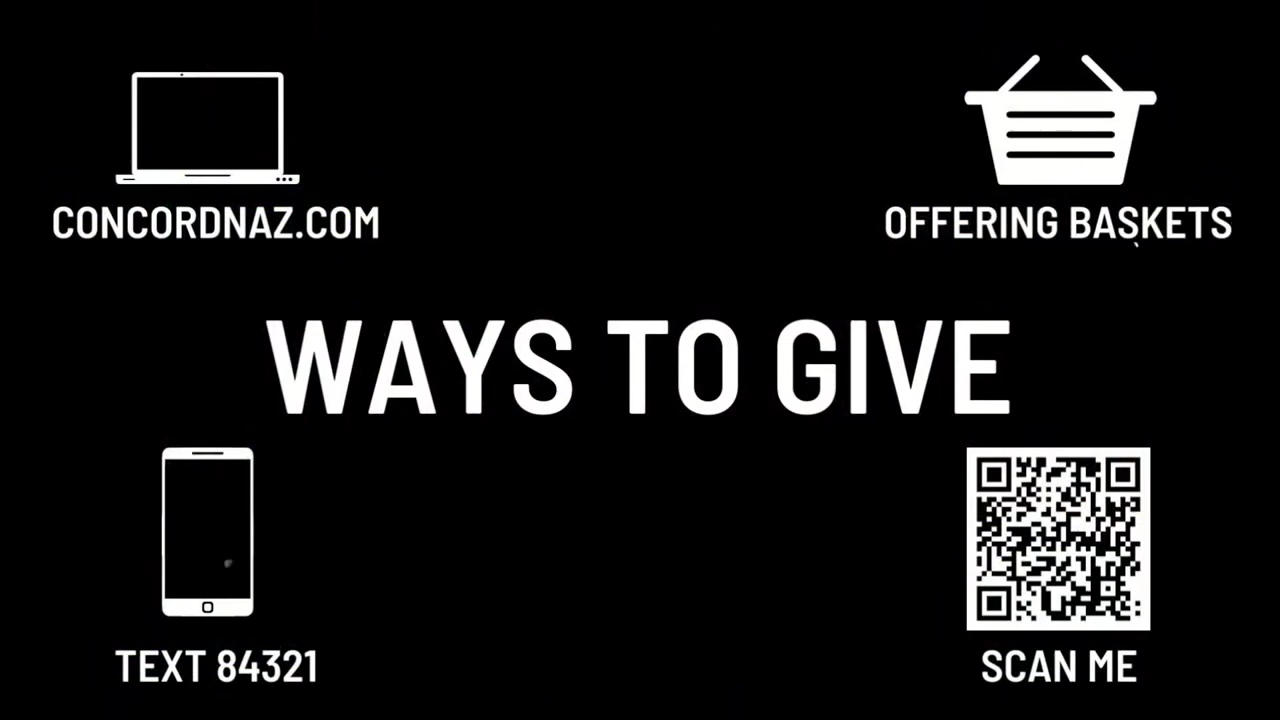 CONCORDNAZ.COM
OFFERING BASKETS
WAYS TO GIVE
TEXT 84321
SCAN ME